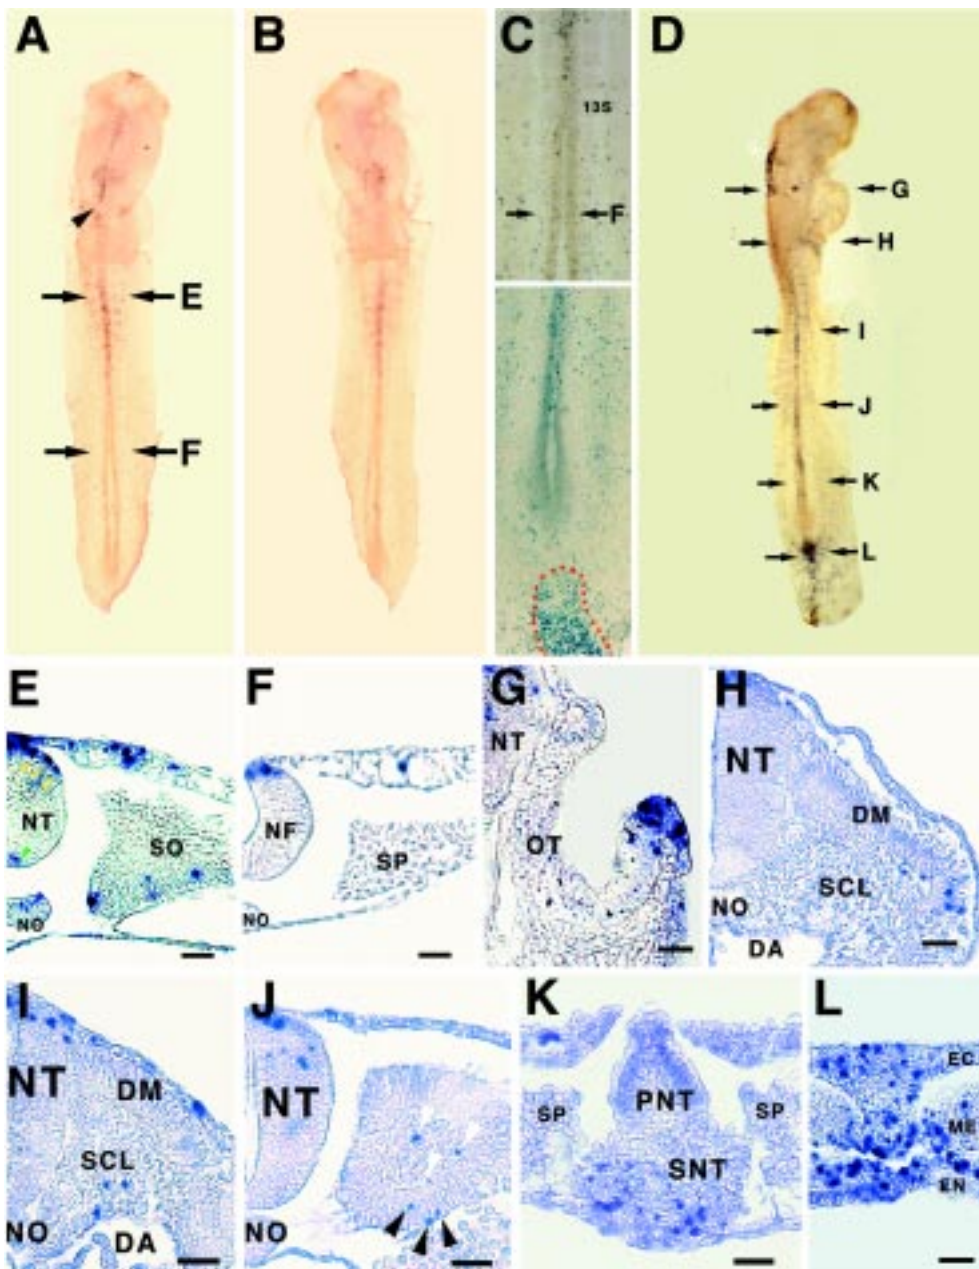 A
B
C
D
13S
F
E
F
G
H
I
J
K
L
E
NT
SO
NO
F
NF
SP
NO
G
NT
OT
H
NT
DM
SCL
NO
DA
I
NT
DM
SCL
NO
DA
J
NT
NO
K
SP
PNT
SP
SNT
L
EC
ME
EN